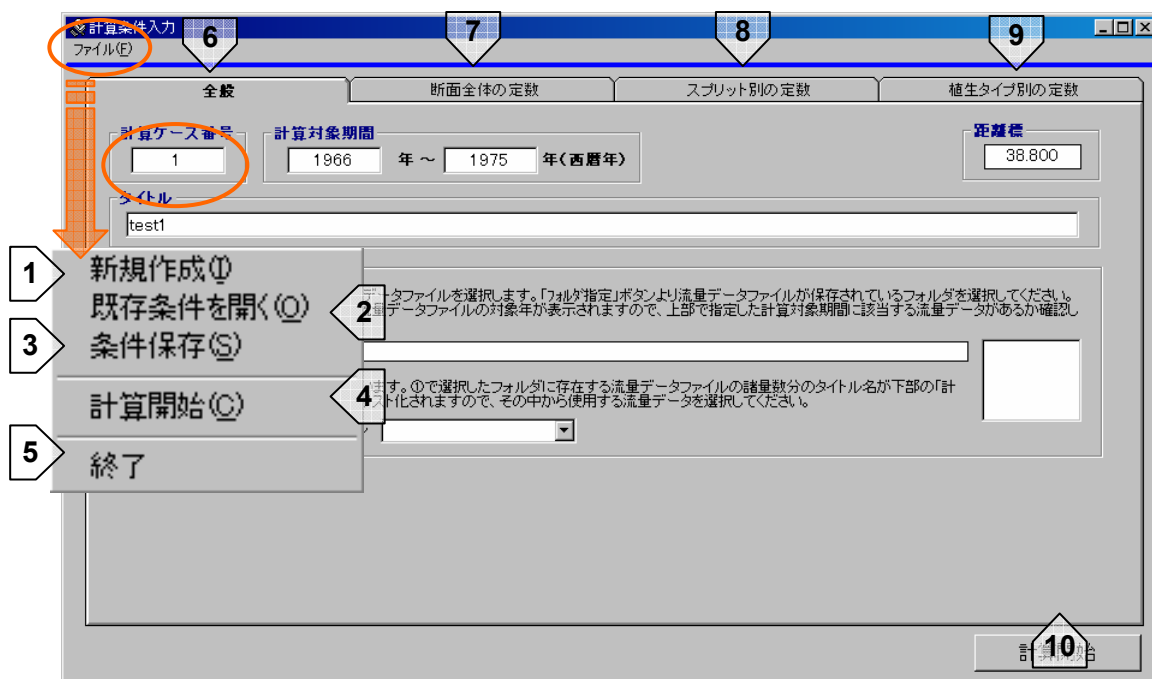 計算条件入力
6
7
8
9
ファイル(F)
全般
断面全体の定数
スプリット別の定数
植生タイプ別の定数
計算ケース番号
計算対象期間
距離標
1
1966 年 ~ 1975 年(西暦年)
38.800
タイトル
test1
1
新規作成(I)
2
既存条件を開く(O)
3
条件保存(S)
4
計算開始(C)
5
終了
データファイルを選択します。「フォルダ指定」ボタンより流量データファイルが保存されているフォルダを選択してください。
量データファイルの対象年が表示されますので、上部で指定した計算対象期間に該当する流量データがあるか確認し
ます。①で選択したフォルダに存在する流量データファイルの諸量数分のタイトル名が下部の「計
スト化されますので、その中から使用する流量データを選択してください。
10
計算開始